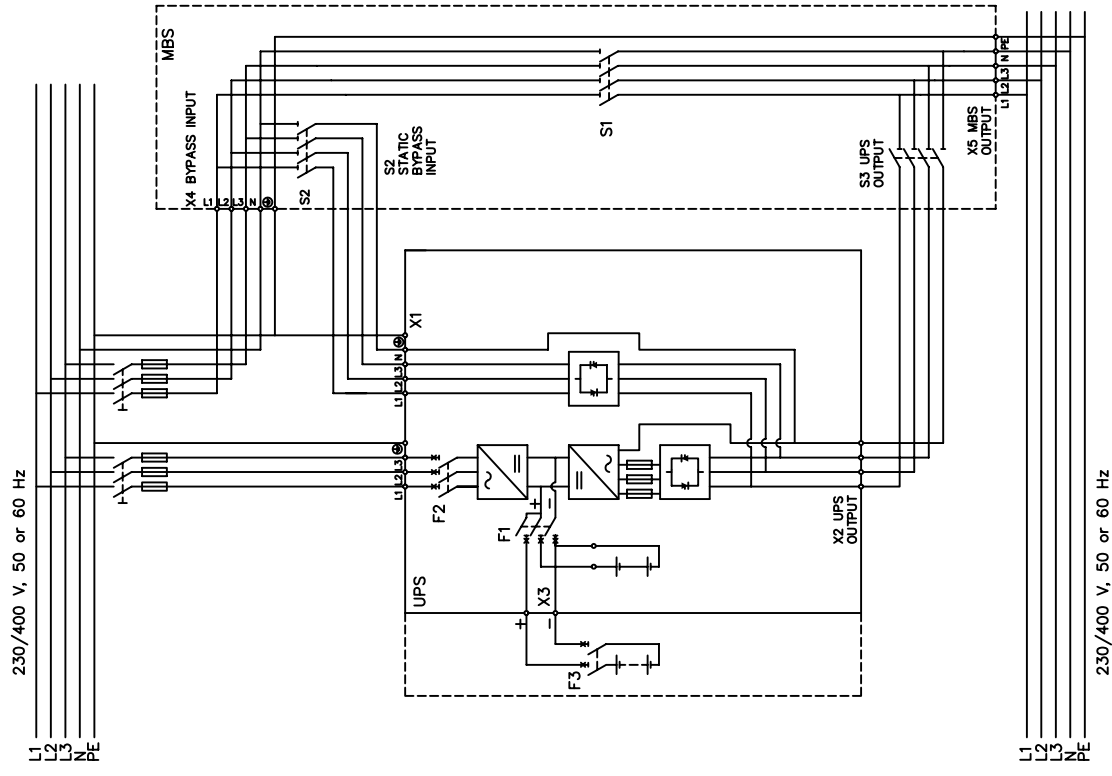 MBS
X4 BYPASS INPUT
L1 L2 L3 N
S2
S2
STATIC
BYPASS
INPUT
S1
S3 UPS
OUTPUT
X5 MBS
OUTPUT
L1 L2 L3 N PE
X1
L1 L2 L3 N
L1 L2 L3
F2
F1
+
−
X2 UPS
OUTPUT
UPS
X3
+
−
F3
230/400 V, 50 or 60 Hz
L1
L2
L3
N
PE
230/400 V, 50 or 60 Hz
L1
L2
L3
N
PE